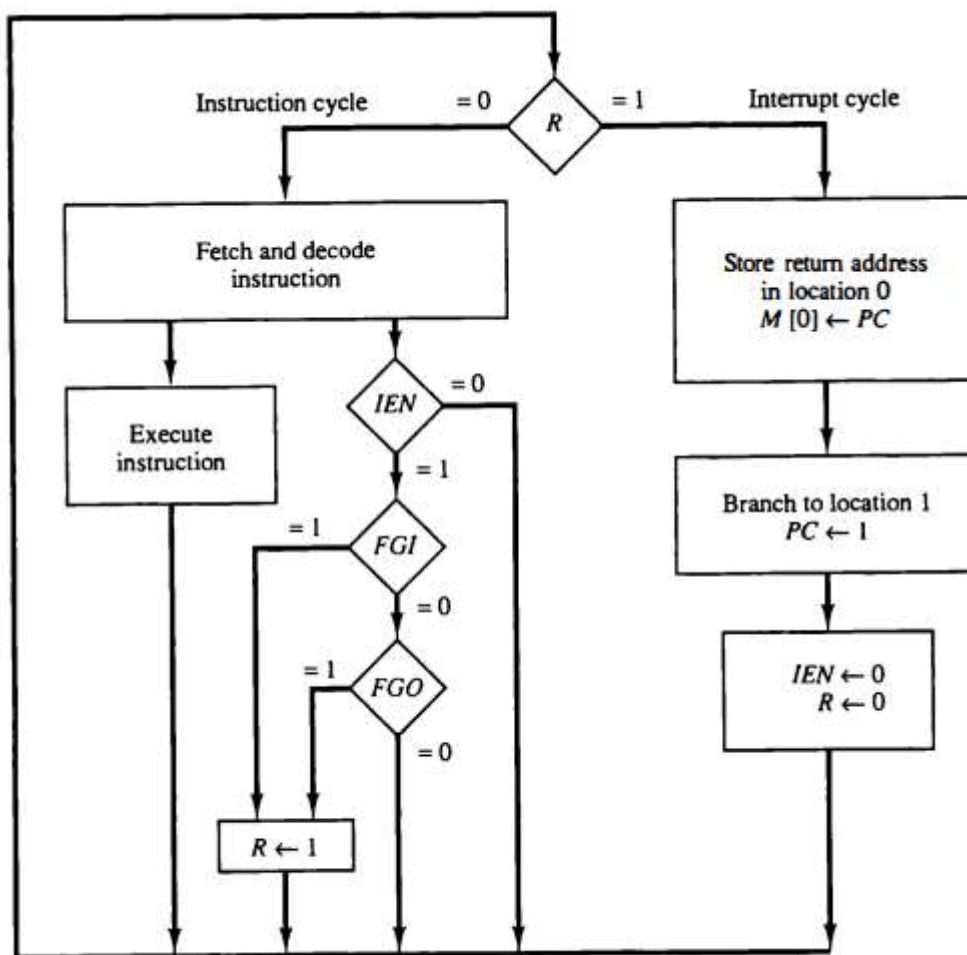 Instruction cycle
= 0
R
= 1
Interrupt cycle
Fetch and decode
instruction
Store return address
in location 0
M [0] ← PC
Execute
instruction
IEN
= 0
= 1
Branch to location 1
PC ← 1
FGI
= 1
= 0
FGO
= 1
= 0
IEN ← 0
R ← 0
R ← 1